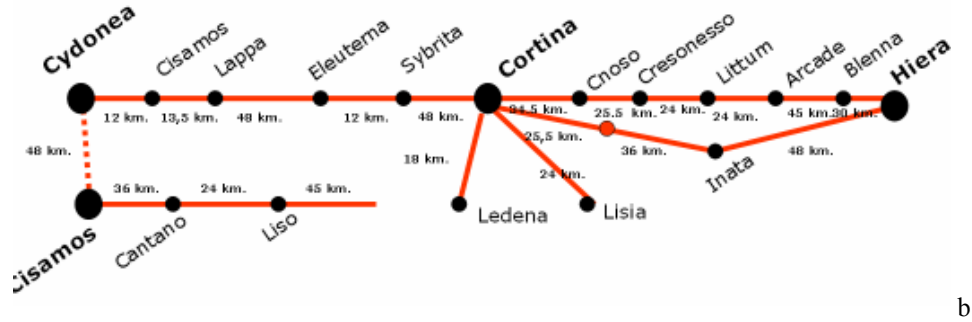 Cydonea
Cisamos
Lappa
Eleuterna
Sybrita
Cortina
Cnoso
Cresonesso
Littum
Arcade
Blenna
Hiera
12 km.
13,5 km.
48 km.
12 km.
48 km.
34.5 km.
25.5 km.
24 km.
24 km.
45 km.
30 km.
48 km.
18 km.
25,5 km.
36 km.
48 km.
24 km.
Inata
36 km.
24 km.
45 km.
Ledena
Lisia
Cisamos
Cantano
Liso
b